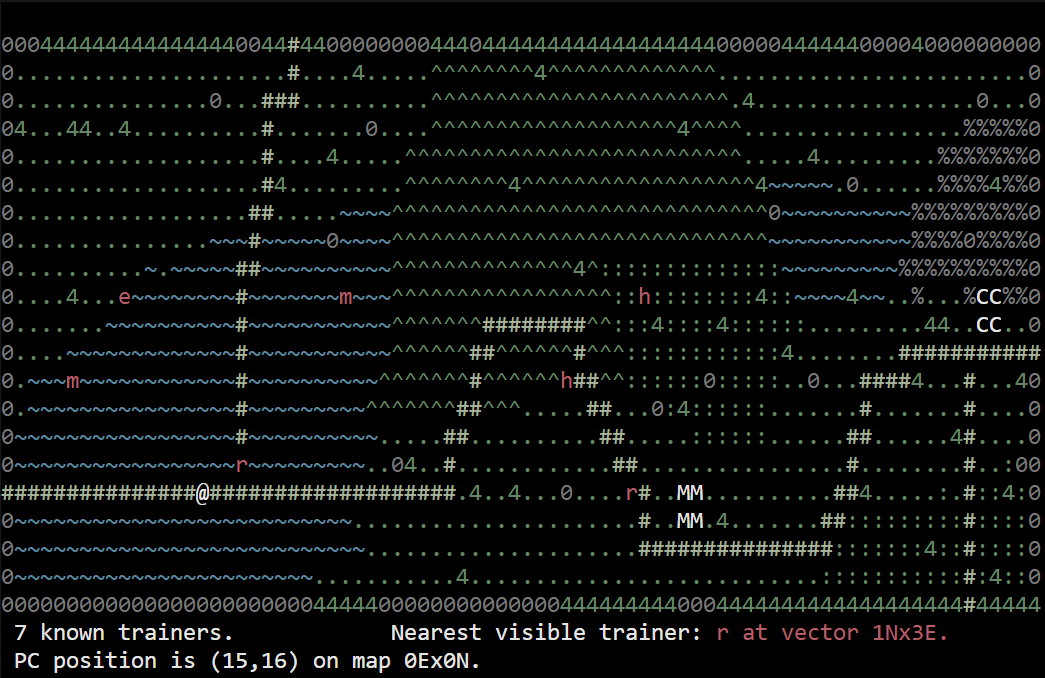 0004444444444444440044#4400000000444044444444444444444400000444444000040000000000
0.....................#....4.....^^^^^^^^4^^^^^^^^^^^^^........................0
0...............0...###..........^^^^^^^^^^^^^^^^^^^^^^^.4.................0...0
04...44..4..........#.......0....^^^^^^^^^^^^^^^^^^^4^^^^.................%%%%%0
0...................#....4.....^^^^^^^^^^^^^^^^^^^^^^^^^^.....4.........%%%%%%%0
0...................#4.........^^^^^^^^4^^^^^^^^^^^^^^^^^^4~~~~~.0......%%%%4%%0
0..................##.....~~~~^^^^^^^^^^^^^^^^^^^^^^^^^^^^^0~~~~~~~~~~%%%%%%%%%0
0...............~~~#~~~~~0~~~~^^^^^^^^^^^^^^^^^^^^^^^^^^^^^~~~~~~~~~~~%%%%0%%%%0
0..........~.~~~~~##~~~~~~~~~~^^^^^^^^^^^^^^4^::::::::::::::~~~~~~~~~%%%%%%%%%%0
0....4...e~~~~~~~~#~~~~~~~m~~~^^^^^^^^^^^^^^^^^::h::::::::4::~~~~4~~..%...%CC%%0
0.......~~~~~~~~~~#~~~~~~~~~~~^^^^^^^########^^:::4::::4::::::.........44..CC..0
0....~~~~~~~~~~~~~#~~~~~~~~~~~^^^^^^##^^^^^^#^^^::::::::::::4........###########
0.~~~m~~~~~~~~~~~~#~~~~~~~~~~^^^^^^^#^^^^^^h##^^::::::0::::...0...####4...#...40
0.~~~~~~~~~~~~~~~~#~~~~~~~~~^^^^^^^##^^^.....##...0:4::::::.......#.......#....0
0~~~~~~~~~~~~~~~~~#~~~~~~~~~~.....##..........##.....::::::......##......4#....0
0~~~~~~~~~~~~~~~~~r~~~~~~~~~..04..#............##................#........#..:00
###############@###################.4..4...0....r#..MM..........##4.....:.#::4:0
0~~~~~~~~~~~~~~~~~~~~~~~~~~......................#..MM.4.......##:::::::::#::::0
0~~~~~~~~~~~~~~~~~~~~~~~~~~~.....................###############:::::::4::#::::0
0~~~~~~~~~~~~~~~~~~~~~~~...........4...........................:::::::::::#:4::0
000000000000000000000000444440000000000000044444444400044444444444444444444#44444
7 known trainers. Nearest visible trainer: r at vector 1Nx3E.
PC position is (15,16) on map 0Ex0N.